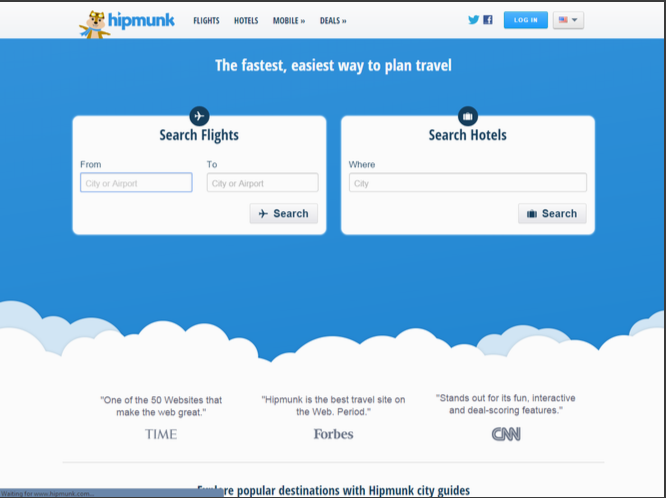 hipmunk
FLIGHTS HOTELS MOBILE » DEALS » LOG IN
The fastest, easiest way to plan travel
Search Flights
From To
City or Airport City or Airport
Search
Search Hotels
Where
City
Search
"One of the 50 Websites that
make the web great."
TIME
"Hipmunk is the best travel site on
the Web. Period."
Forbes
"Stands out for its fun, interactive
and deal-scoring features."
CNN
Explore popular destinations with Hipmunk city guides
Waiting for www.hipmunk.com...